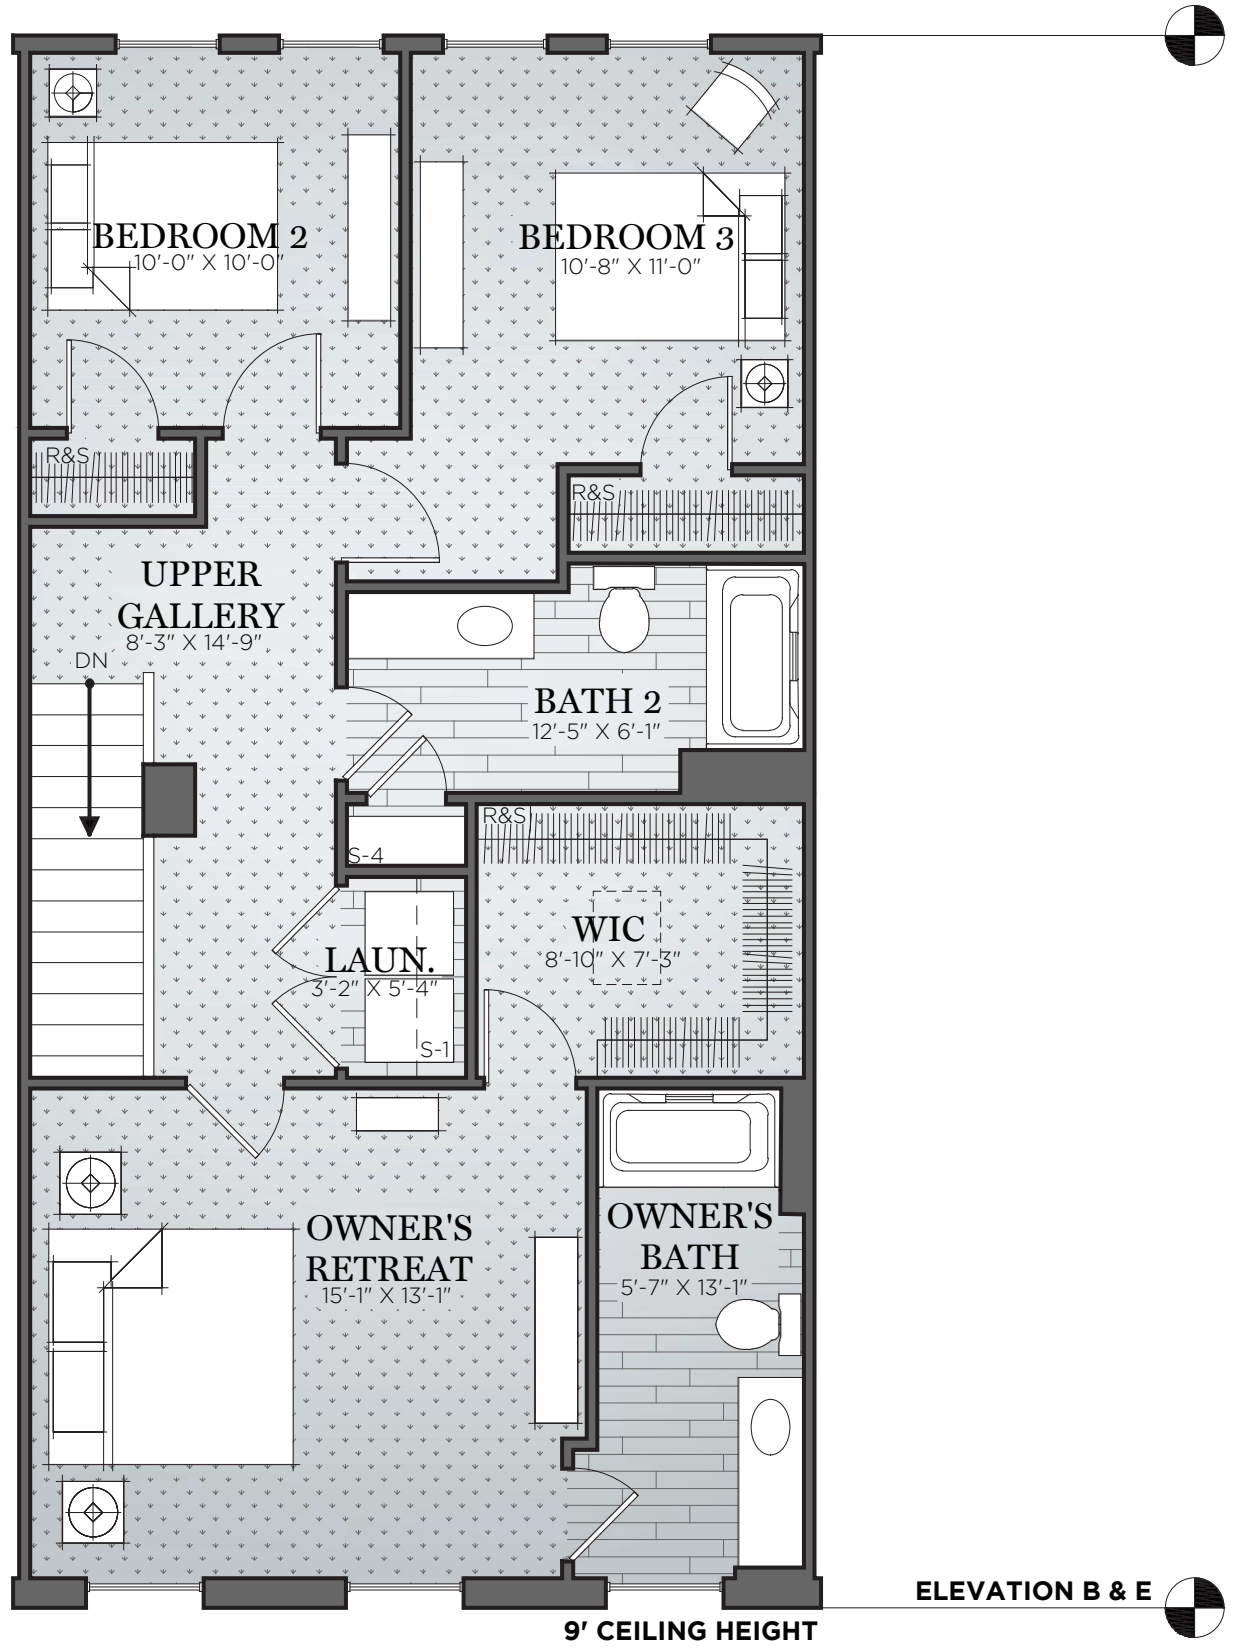 BEDROOM 2
10'-0" X 10'-0"
BEDROOM 3
10'-8" X 11'-0"
R&S
R&S
UPPER
GALLERY
8'-3" X 14'-9"
DN
BATH 2
12'-5" X 6'-1"
R&S
S-4
WIC
8'-10" X 7'-3"
LAUN.
3'-2" X 5'-4"
S-1
OWNER'S
RETREAT
15'-1" X 13'-1"
OWNER'S
BATH
5'-7" X 13'-1"
ELEVATION B & E
9' CEILING HEIGHT